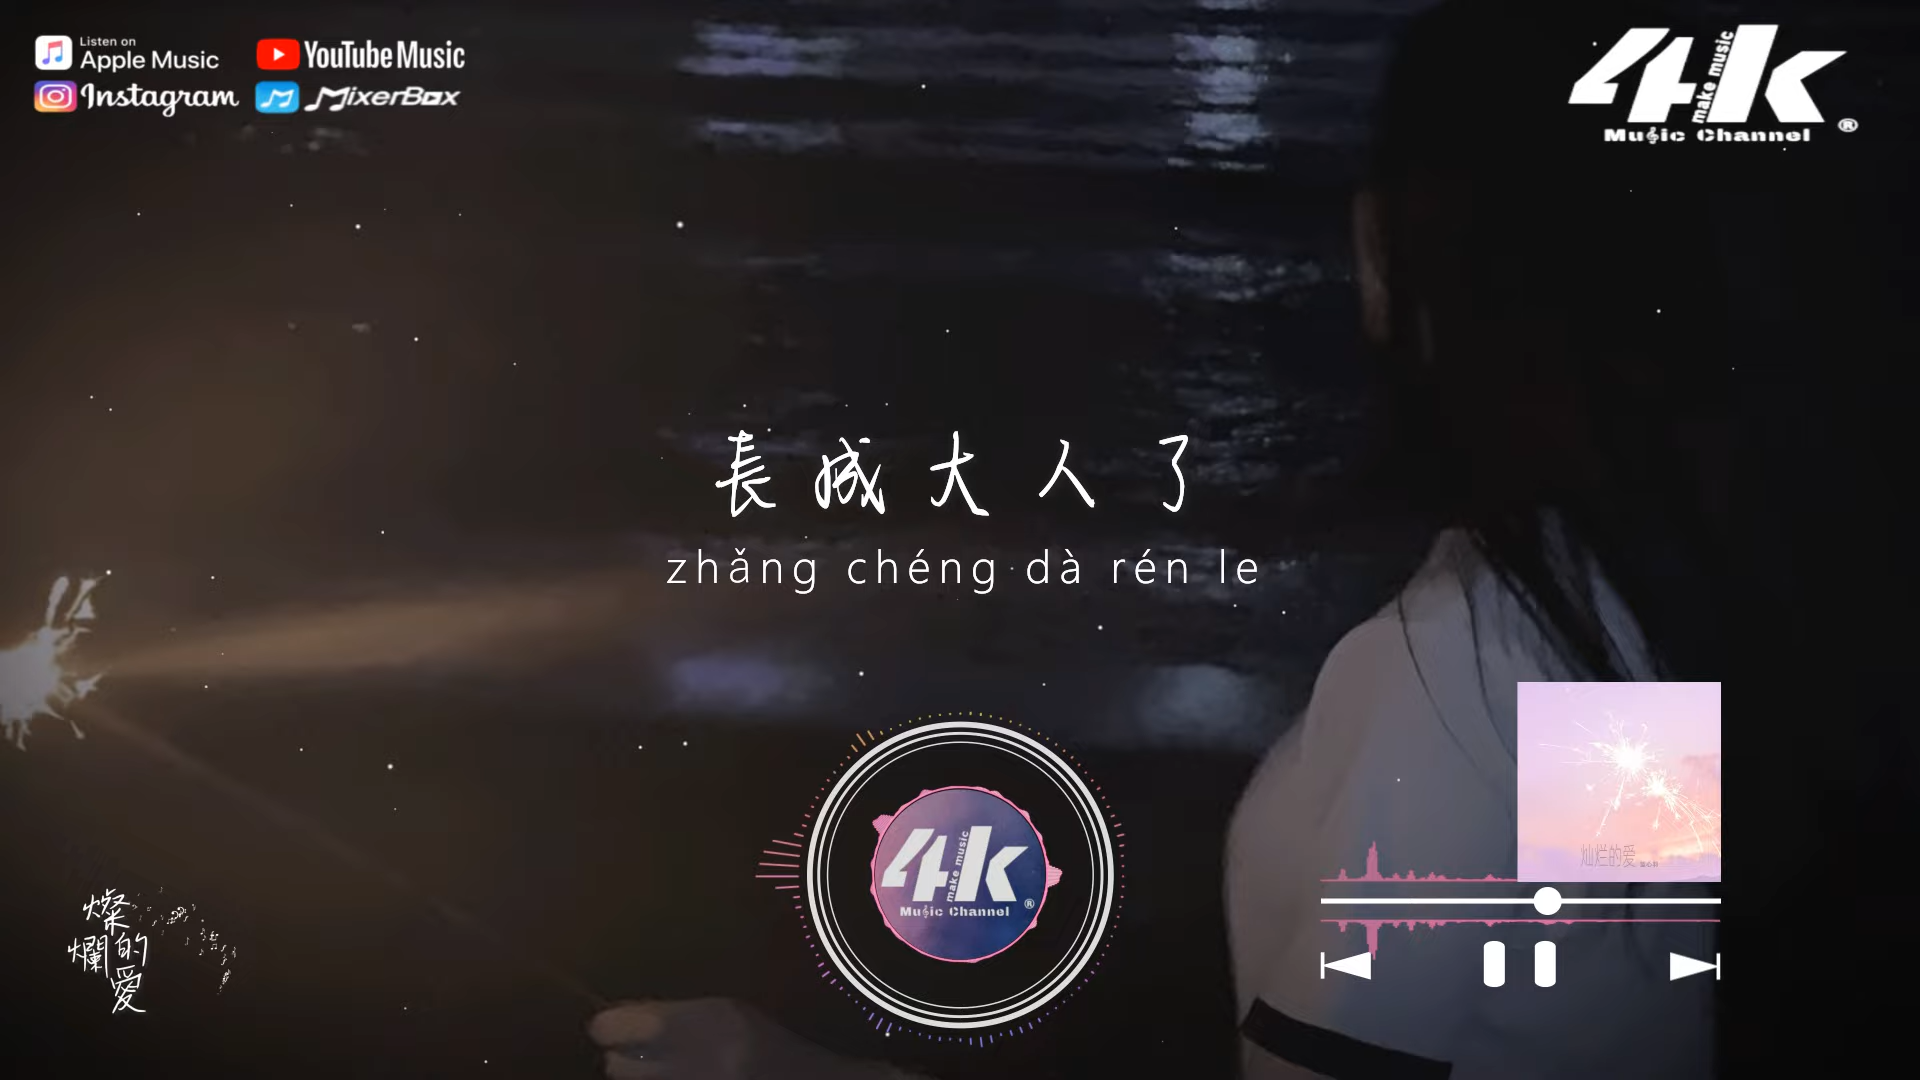 Listen on
Apple Music
YouTube Music
Instagram
MixerBox
4k
make music
Music Channel ®
長成大人了
zhǎng chéng dà rén le
4k
make music
Music Channel ®
灿烂的爱
燦
爛的
愛